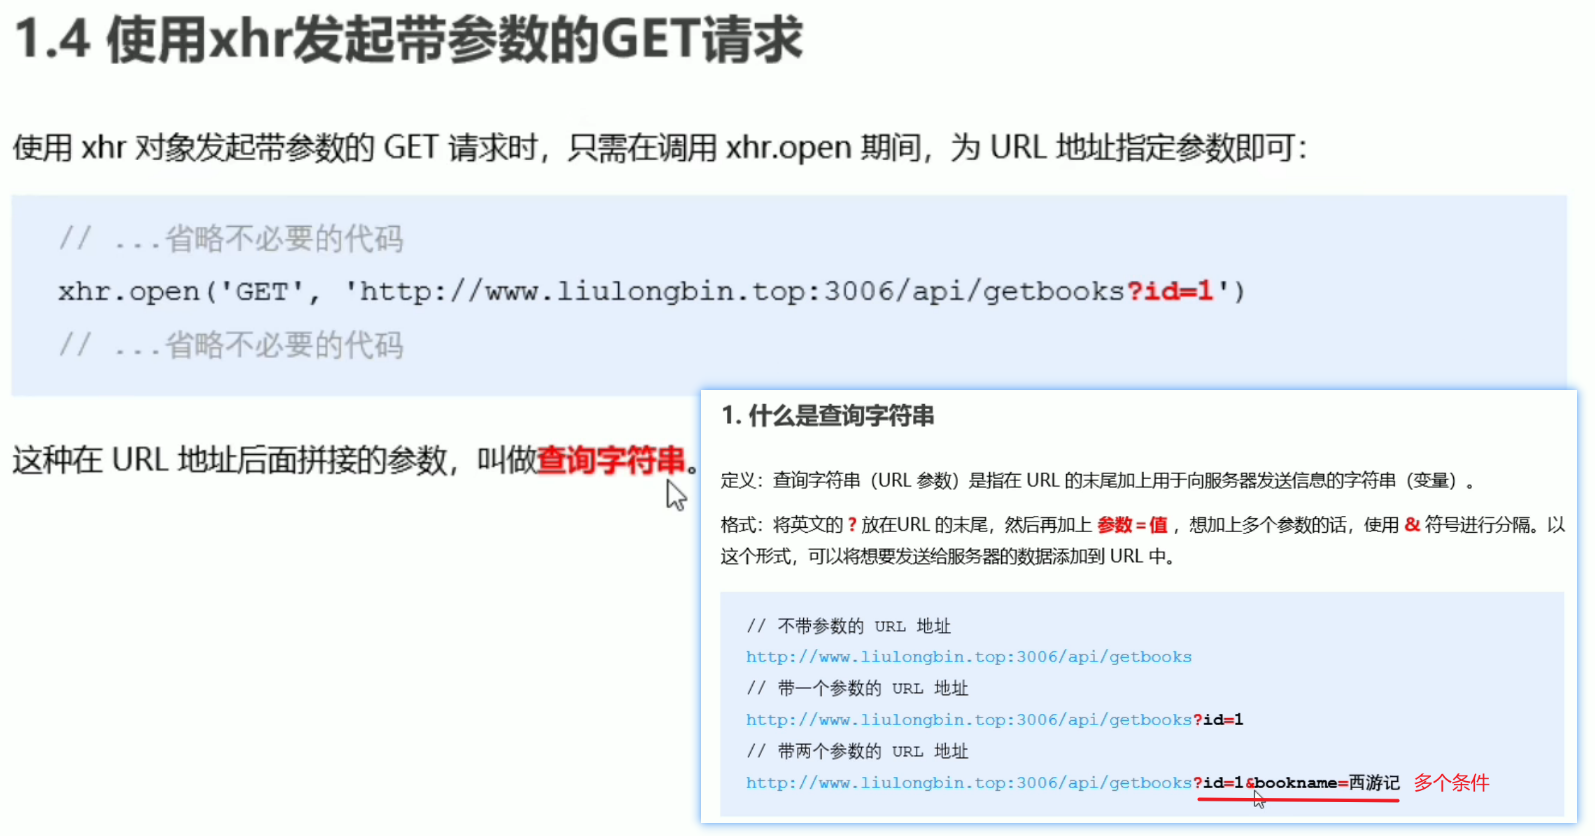 1.4 使用xhr发起带参数的GET请求
使用 xhr 对象发起带参数的 GET 请求时，只需在调用 xhr.open 期间，为 URL 地址指定参数即可：
// ...省略不必要的代码
xhr.open('GET', 'http://www.liulongbin.top:3006/api/getbooks?id=1')
// ...省略不必要的代码
这种在 URL 地址后面拼接的参数，叫做查询字符串。
1. 什么是查询字符串
定义：查询字符串（URL 参数）是指在 URL 的末尾加上用于向服务器发送信息的字符串（变量）。
格式：将英文的 ? 放在URL 的末尾，然后再加上 参数=值 ，想加上多个参数的话，使用 & 符号进行分隔。以
这个形式，可以将想要发送给服务器的数据添加到 URL 中。
// 不带参数的 URL 地址
http://www.liulongbin.top:3006/api/getbooks
// 带一个参数的 URL 地址
http://www.liulongbin.top:3006/api/getbooks?id=1
// 带两个参数的 URL 地址
http://www.liulongbin.top:3006/api/getbooks?id=1&bookname=西游记 多个条件